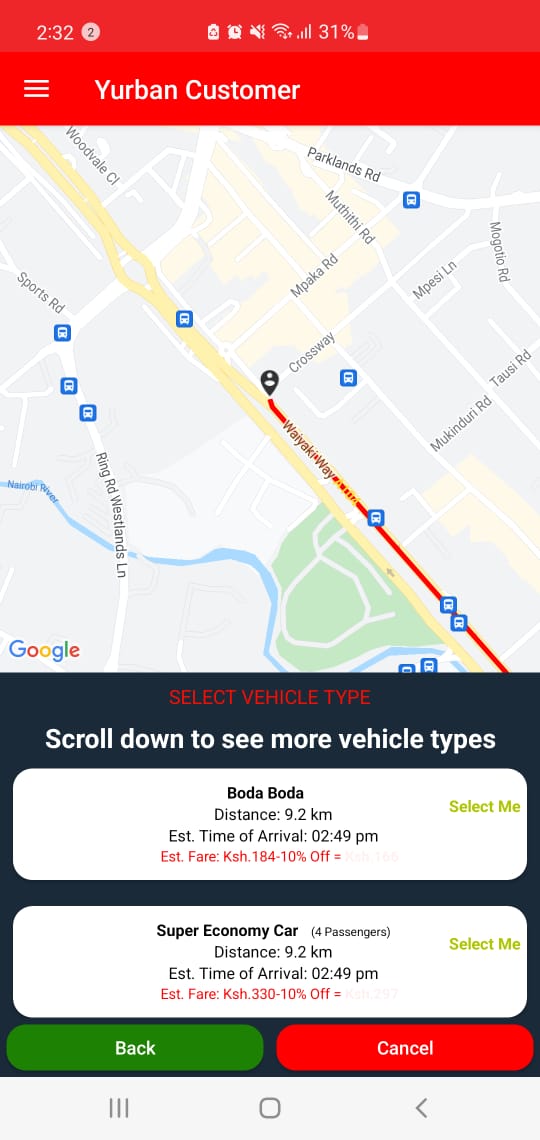 2:32 2 31%
Yurban Customer
Woodvale Cl
Parklands Rd
Muthithi Rd
Mogotio Rd
Mpaka Rd
Mpesi Ln
Sports Rd
Crossway
Tausi Rd
Mukinduri Rd
Waiyaki Way
Ring Rd Westlands Ln
Nairobi River
Google
SELECT VEHICLE TYPE
Scroll down to see more vehicle types
Boda Boda
Distance: 9.2 km
Select Me
Est. Time of Arrival: 02:49 pm
Est. Fare: Ksh.184-10% Off = Ksh.166
Super Economy Car (4 Passengers)
Distance: 9.2 km
Select Me
Est. Time of Arrival: 02:49 pm
Est. Fare: Ksh.330-10% Off = Ksh.297
Back
Cancel